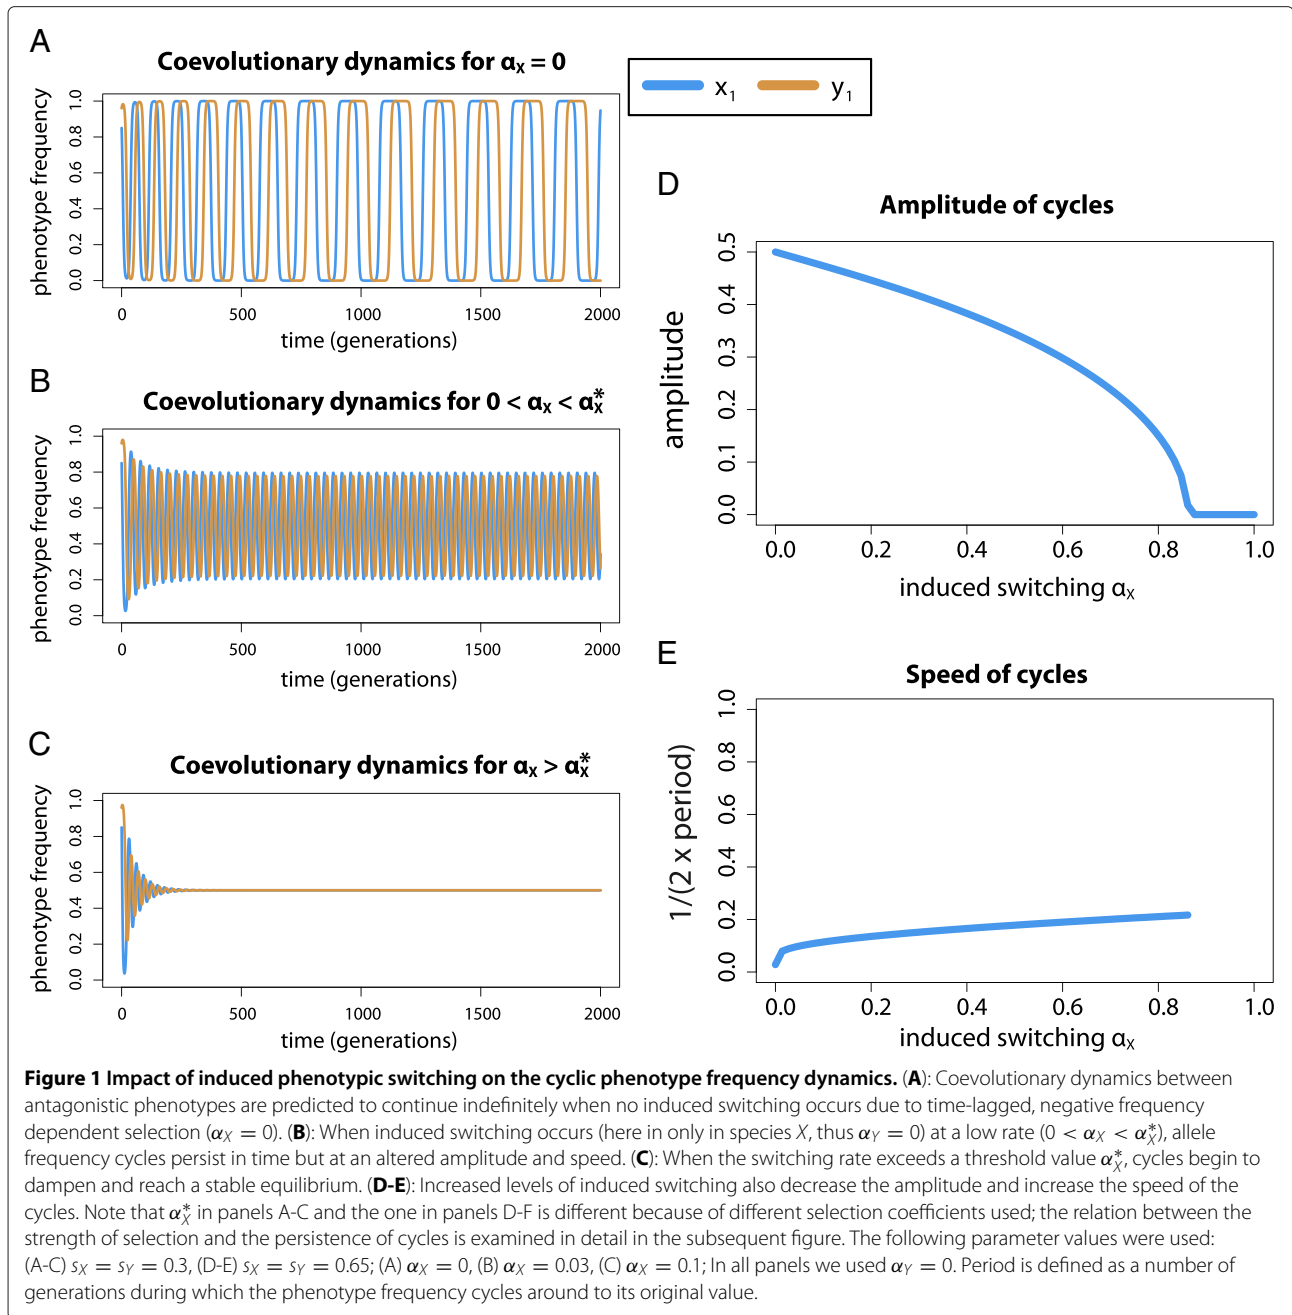 A
Coevolutionary dynamics for αx = 0
x1
y1
phenotype frequency
1.0
0.8
0.6
0.4
0.2
0.0
0
500
1000
1500
2000
time (generations)
B
Coevolutionary dynamics for 0 < αx < αx*
phenotype frequency
1.0
0.8
0.6
0.4
0.2
0.0
0
500
1000
1500
2000
time (generations)
C
Coevolutionary dynamics for αx > αx*
phenotype frequency
1.0
0.8
0.6
0.4
0.2
0.0
0
500
1000
1500
2000
time (generations)
D
Amplitude of cycles
amplitude
0.5
0.4
0.3
0.2
0.1
0.0
0.0
0.2
0.4
0.6
0.8
1.0
induced switching αx
E
Speed of cycles
1/(2 x period)
1.0
0.8
0.6
0.4
0.2
0.0
0.0
0.2
0.4
0.6
0.8
1.0
induced switching αx
Figure 1 Impact of induced phenotypic switching on the cyclic phenotype frequency dynamics. (A): Coevolutionary dynamics between
antagonistic phenotypes are predicted to continue indefinitely when no induced switching occurs due to time-lagged, negative frequency
dependent selection (αX = 0). (B): When induced switching occurs (here in only in species X, thus αY = 0) at a low rate (0 < αX < αX*), allele
frequency cycles persist in time but at an altered amplitude and speed. (C): When the switching rate exceeds a threshold value αX*, cycles begin to
dampen and reach a stable equilibrium. (D-E): Increased levels of induced switching also decrease the amplitude and increase the speed of the
cycles. Note that αX* in panels A-C and the one in panels D-F is different because of different selection coefficients used; the relation between the
strength of selection and the persistence of cycles is examined in detail in the subsequent figure. The following parameter values were used:
(A-C) sX = sY = 0.3, (D-E) sX = sY = 0.65; (A) αX = 0, (B) αX = 0.03, (C) αX = 0.1; In all panels we used αY = 0. Period is defined as a number of
generations during which the phenotype frequency cycles around to its original value.